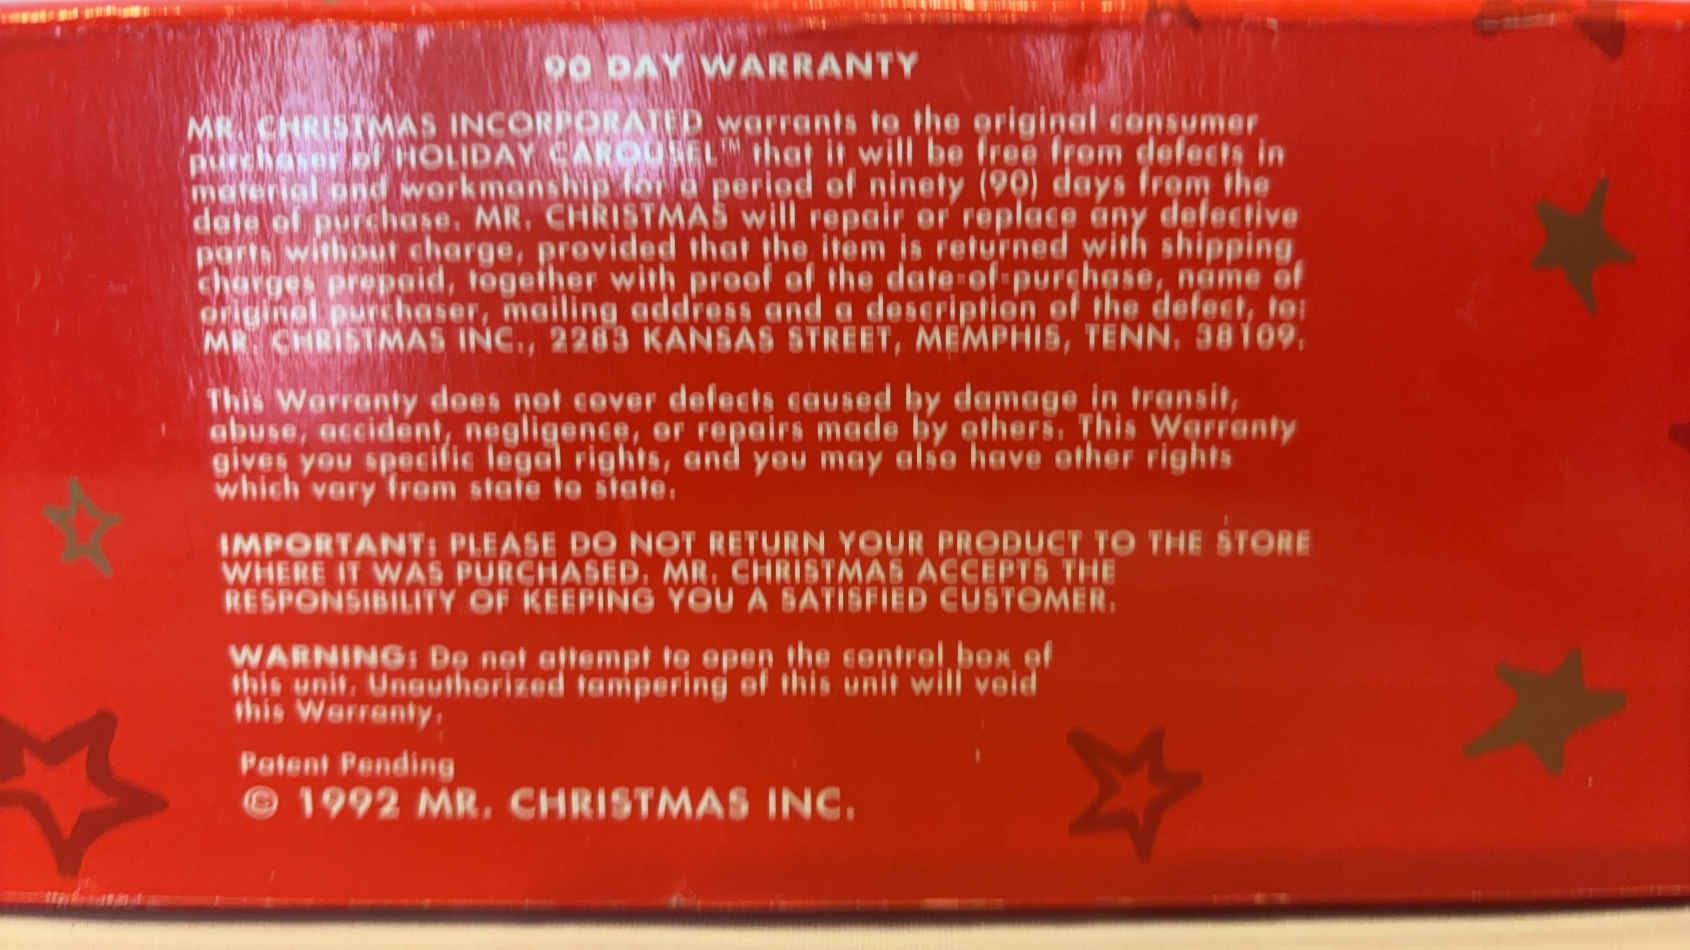 90 DAY WARRANTY
MR. CHRISTMAS INCORPORATED warrants to the original consumer
purchaser of HOLIDAY CAROUSEL™ that it will be free from defects in
material and workmanship for a period of ninety (90) days from the
date of purchase. MR. CHRISTMAS will repair or replace any defective
parts without charge, provided that the item is returned with shipping
charges prepaid, together with proof of the date-of-purchase, name of
original purchaser, mailing address and a description of the defect, to:
MR. CHRISTMAS INC., 2283 KANSAS STREET, MEMPHIS, TENN. 38109.
This Warranty does not cover defects caused by damage in transit,
abuse, accident, negligence, or repairs made by others. This Warranty
gives you specific legal rights, and you may also have other rights
which vary from state to state.
IMPORTANT: PLEASE DO NOT RETURN YOUR PRODUCT TO THE STORE
WHERE IT WAS PURCHASED. MR. CHRISTMAS ACCEPTS THE
RESPONSIBILITY OF KEEPING YOU A SATISFIED CUSTOMER.
WARNING: Do not attempt to open the control box of
this unit. Unauthorized tampering of this unit will void
this Warranty.
Patent Pending
© 1992 MR. CHRISTMAS INC.